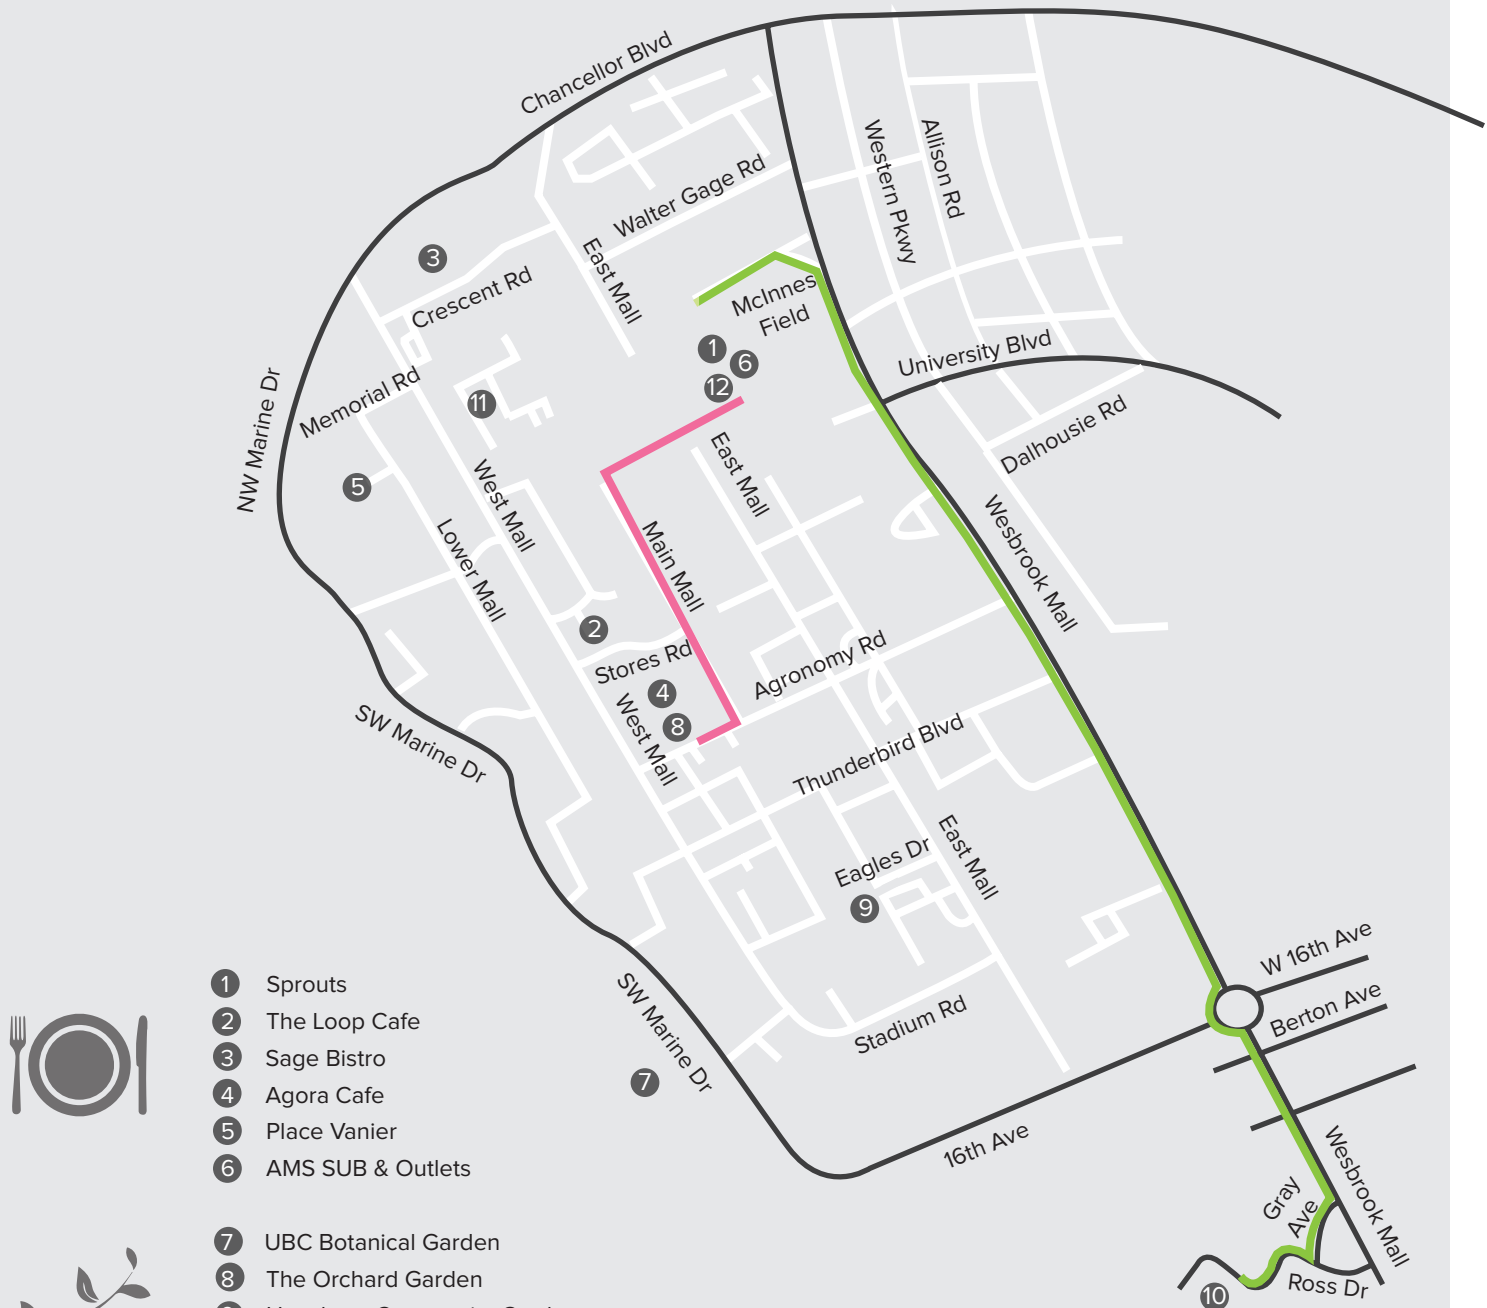 Chancellor Blvd
Walter Gage Rd
Western Pkwy
Allison Rd
East Mall
3
Crescent Rd
McInnes
Field
1
6
12
University Blvd
NW Marine Dr
Memorial Rd
11
Dalhousie Rd
5
West Mall
East Mall
Lower Mall
Main Mall
Wesbrook Mall
2
Stores Rd
Agronomy Rd
4
8
West Mall
SW Marine Dr
Thunderbird Blvd
Eagles Dr
East Mall
9
W 16th Ave
Berton Ave
SW Marine Dr
Stadium Rd
7
16th Ave
Wesbrook Mall
Gray
Ave
Ross Dr
10
1 Sprouts
2 The Loop Cafe
3 Sage Bistro
4 Agora Cafe
5 Place Vanier
6 AMS SUB & Outlets
7 UBC Botanical Garden
8 The Orchard Garden